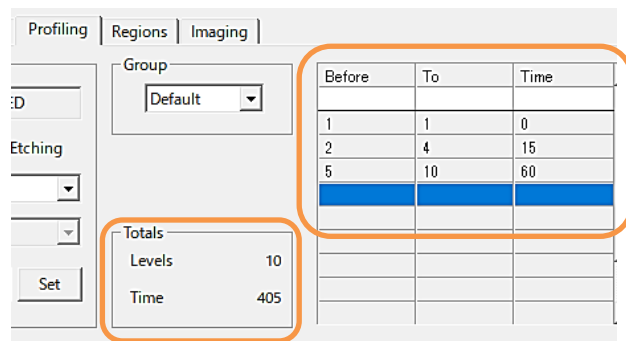 Profiling Regions Imaging
Group
Default
ED
Etching
Set
Totals
Levels 10
Time 405
Before To Time
1 1 0
2 4 15
5 10 60